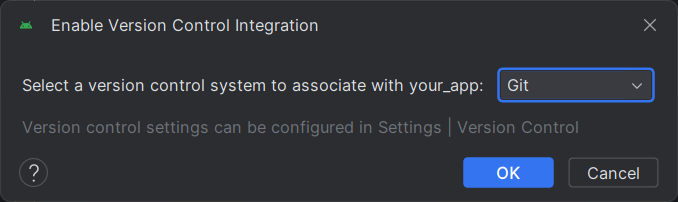 Enable Version Control Integration
Select a version control system to associate with your_app: Git
Version control settings can be configured in Settings | Version Control
? OK Cancel